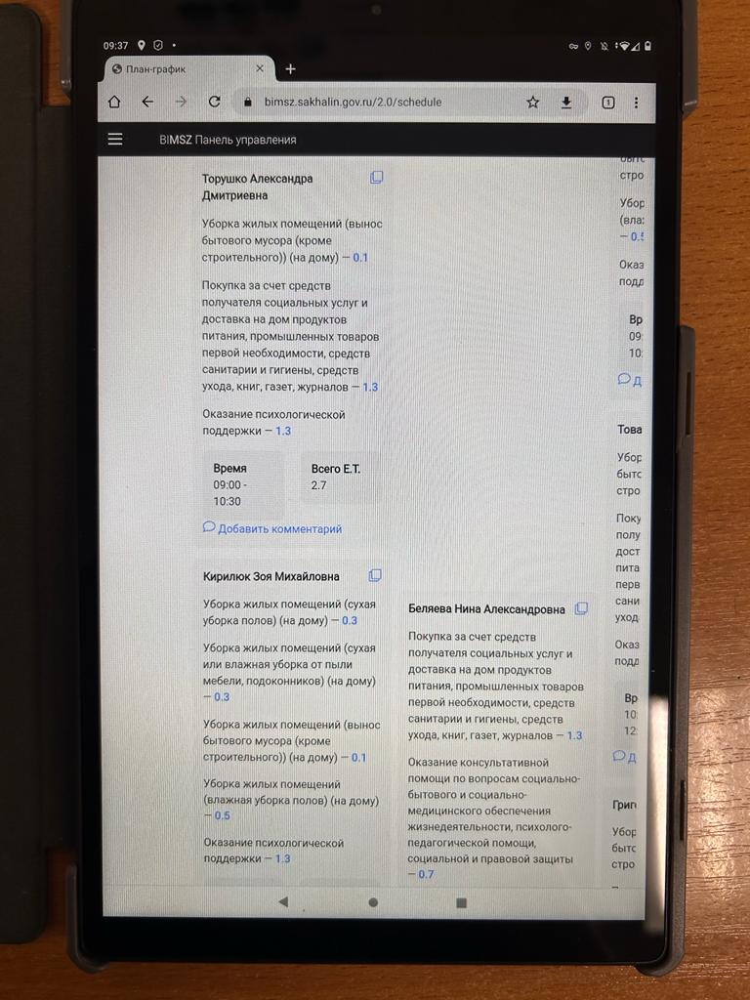 09:37
План-график
bimsz.sakhalin.gov.ru/2.0/schedule
1
BIMSZ Панель управления
Торушко Александра
Дмитриевна
Уборка жилых помещений (вынос
бытового мусора (кроме
строительного)) (на дому) — 0.1
Покупка за счет средств
получателя социальных услуг и
доставка на дом продуктов
питания, промышленных товаров
первой необходимости, средств
санитарии и гигиены, средств
ухода, книг, газет, журналов — 1.3
Оказание психологической
поддержки — 1.3
Время
09:00 -
10:30
Всего Е.Т.
2.7
Добавить комментарий
Кирилюк Зоя Михайловна
Уборка жилых помещений (сухая
уборка полов) (на дому) — 0.3
Уборка жилых помещений (сухая
или влажная уборка от пыли
мебели, подоконников) (на дому)
— 0.3
Уборка жилых помещений (вынос
бытового мусора (кроме
строительного)) (на дому) — 0.1
Уборка жилых помещений
(влажная уборка полов) (на дому)
— 0.5
Оказание психологической
поддержки — 1.3
Беляева Нина Александровна
Покупка за счет средств
получателя социальных услуг и
доставка на дом продуктов
питания, промышленных товаров
первой необходимости, средств
санитарии и гигиены, средств
ухода, книг, газет, журналов — 1.3
Оказание консультативной
помощи по вопросам социально-
бытового и социально-
медицинского обеспечения
жизнедеятельности, психолого-
педагогической помощи,
социальной и правовой защиты
— 0.7
стро
Убор
(вла
— 0.
Оказ
подд
Вр
09:
10:
Д
Това
Убор
бытс
стро
Поку
полу
дост
пита
перв
сани
уход
Оказ
подд
Вр
10:
12:
Д
Григ
Убор
бытс
стро